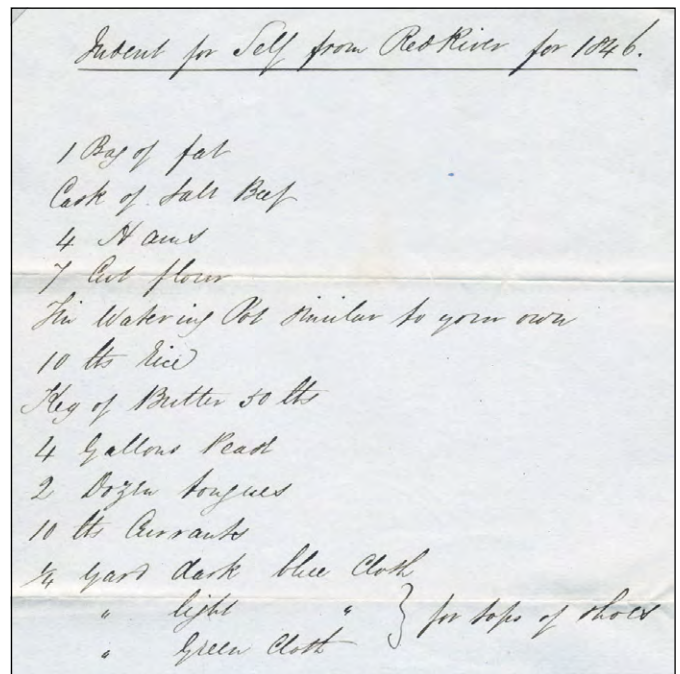 Indent for Self from Red River for 1846.
1 Bag of fat
Cask of Salt Beef
4 Hams
7 Cwt flour
Tin Watering Pot similar to your own
10 lbs Rice
Keg of Butter 50 lbs
4 Gallons Peas
2 Dozen tongues
10 lbs Currants
1/4 yard dark blue Cloth
" light " } for tops of shoes
" Green Cloth